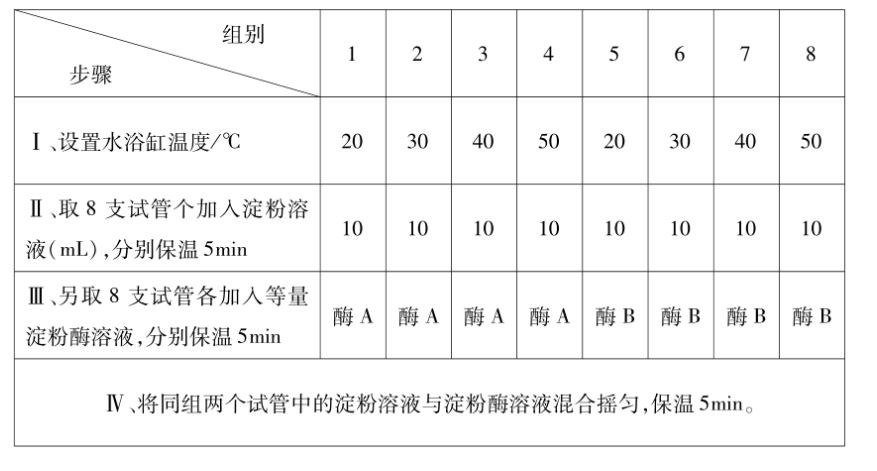 组别
步骤
1 2 3 4 5 6 7 8
Ⅰ、设置水浴缸温度/℃ 20 30 40 50 20 30 40 50
Ⅱ、取 8 支试管个加入淀粉溶
液(mL),分别保温 5min
10 10 10 10 10 10 10 10
Ⅲ、另取 8 支试管各加入等量
淀粉酶溶液,分别保温 5min
酶 A 酶 A 酶 A 酶 A 酶 B 酶 B 酶 B 酶 B
Ⅳ、将同组两个试管中的淀粉溶液与淀粉酶溶液混合摇匀,保温 5min。